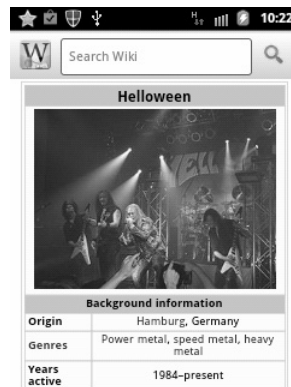 H
10:22
W
Search Wiki
Helloween
HELL
Background information
Origin
Hamburg, Germany
Genres
Power metal, speed metal, heavy
metal
Years
active
1984–present